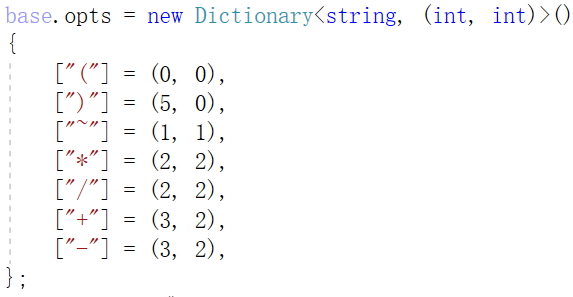 base.opts = new Dictionary<string, (int, int)>()
{
["("] = (0, 0),
[")"] = (5, 0),
["~"] = (1, 1),
["*"] = (2, 2),
["/"] = (2, 2),
["+"] = (3, 2),
["-"] = (3, 2),
};